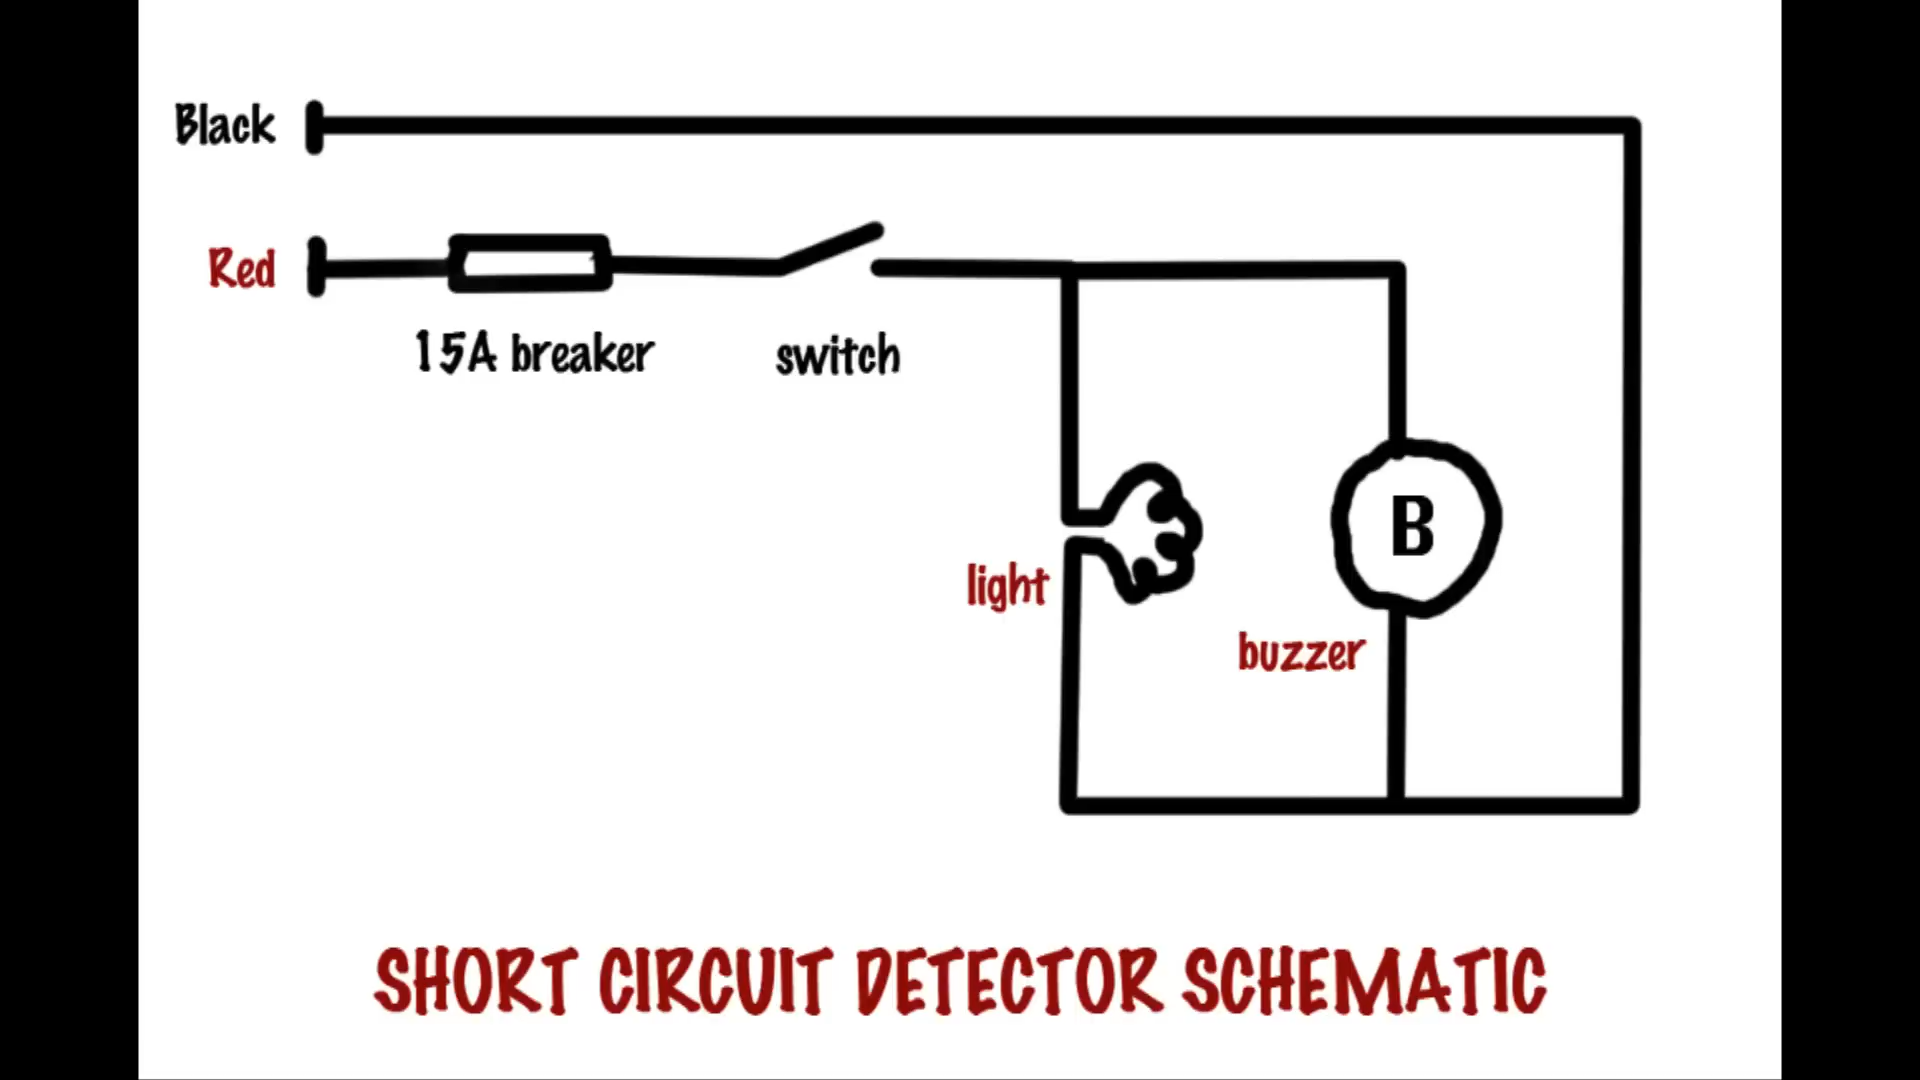 Black
Red
15A breaker
switch
light
B
buzzer
SHORT CIRCUIT DETECTOR SCHEMATIC